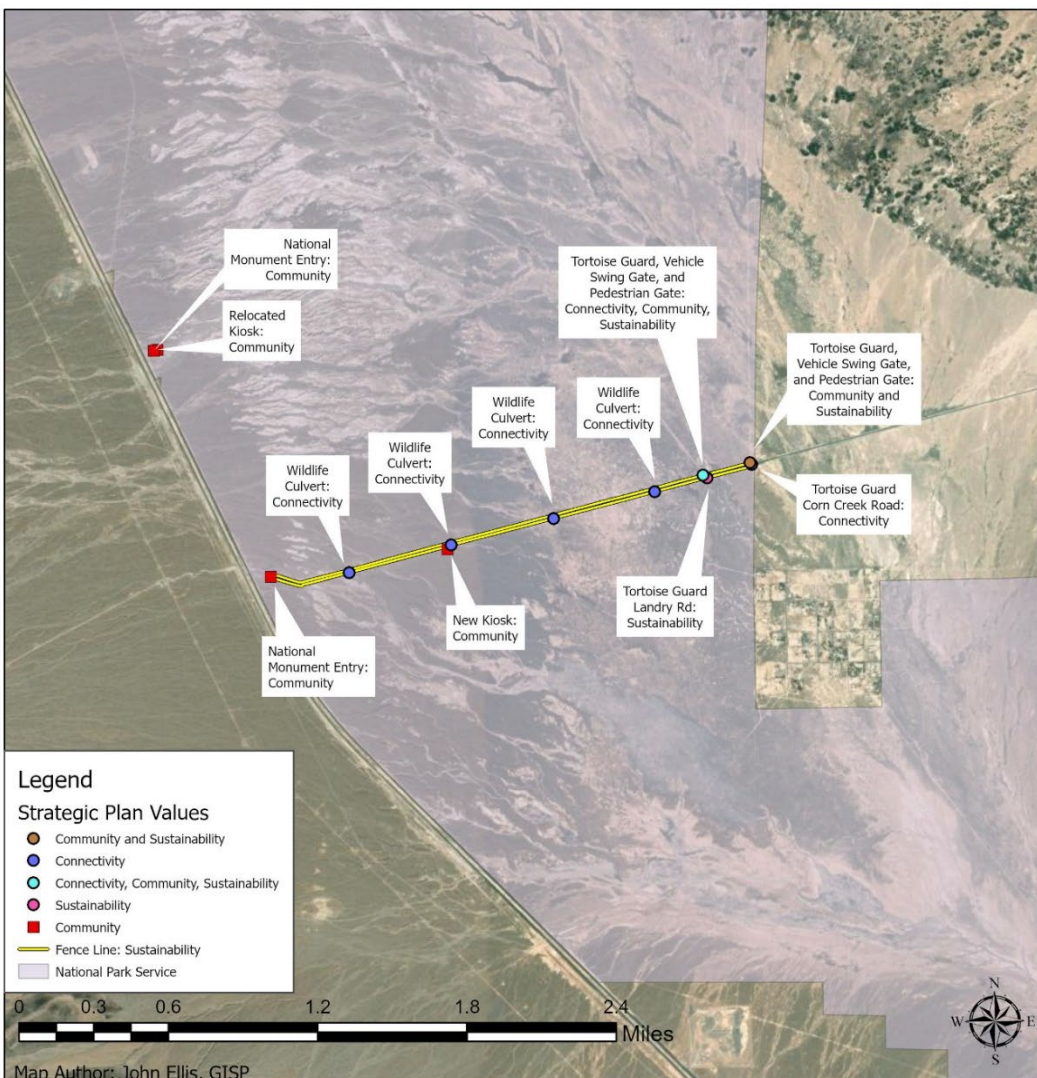 National
Monument Entry:
Community
Relocated
Kiosk:
Community
Tortoise Guard, Vehicle
Swing Gate, and
Pedestrian Gate:
Connectivity, Community,
Sustainability
Tortoise Guard,
Vehicle Swing Gate,
and Pedestrian Gate:
Community and
Sustainability
Wildlife
Culvert:
Connectivity
Wildlife
Culvert:
Connectivity
Wildlife
Culvert:
Connectivity
Wildlife
Culvert:
Connectivity
Tortoise Guard
Corn Creek Road:
Connectivity
Tortoise Guard
Landry Rd:
Sustainability
New Kiosk:
Community
National
Monument Entry:
Community
Legend
Strategic Plan Values
Community and Sustainability
Connectivity
Connectivity, Community, Sustainability
Sustainability
Community
Fence Line: Sustainability
National Park Service
0 0.3 0.6 1.2 1.8 2.4
Miles
N
W E
S
Map Author: John Ellis, GISP